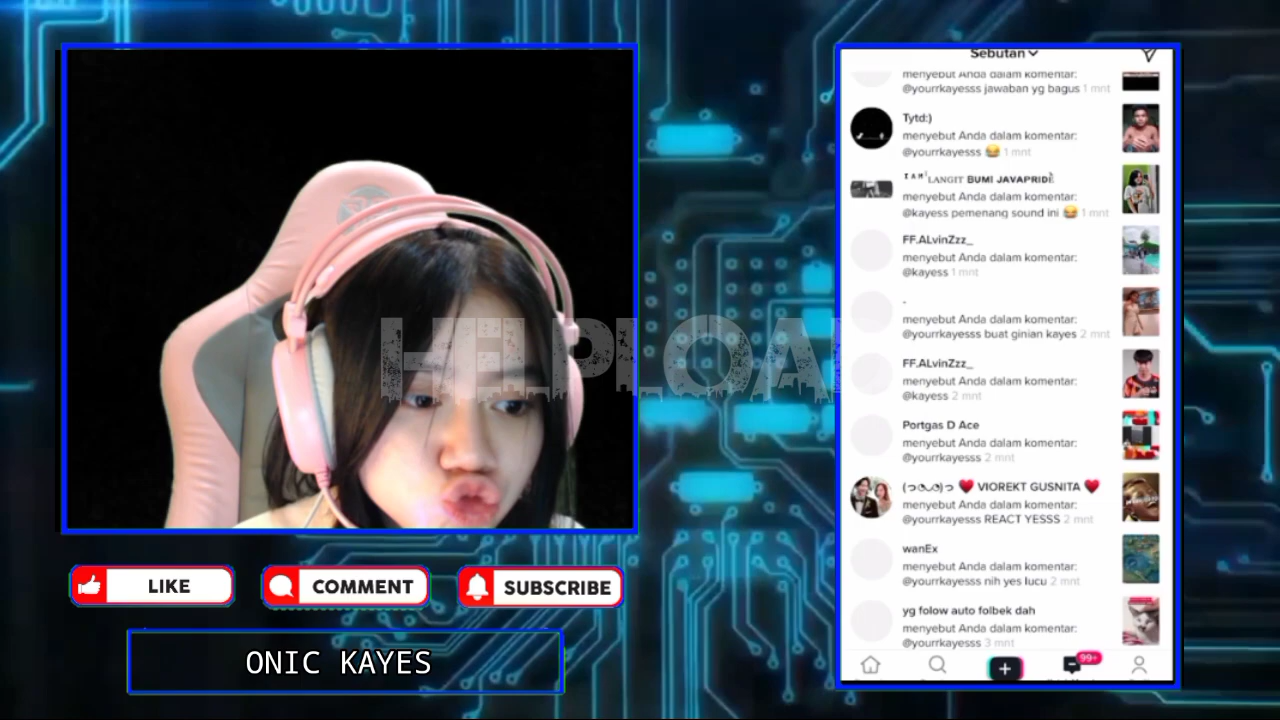 Sebutan
menyebut Anda dalam komentar:
@yourrkayesss jawaban yg bagus 1 mnt
Tytd:)
menyebut Anda dalam komentar:
@yourrkayesss 😂 1 mnt
ᴵ ᴬᴹ ᴸANGIT BUMI JAVAPRIDE
menyebut Anda dalam komentar:
@kayess pemenang sound ini 😂 1 mnt
FF.ALvinZzz_
menyebut Anda dalam komentar:
@kayess 1 mnt
.
menyebut Anda dalam komentar:
@yourrkayesss buat ginian kayes 2 mnt
FF.ALvinZzz_
menyebut Anda dalam komentar:
@kayess 2 mnt
Portgas D Ace
menyebut Anda dalam komentar:
@yourrkayesss 2 mnt
(っ◔◡◔)っ ♥ VIOREKT GUSNITA ♥
menyebut Anda dalam komentar:
@yourrkayesss REACT YESSS 2 mnt
wanEx
menyebut Anda dalam komentar:
@yourrkayesss nih yes lucu 2 mnt
yg folow auto folbek dah
menyebut Anda dalam komentar:
@yourrkayesss 3 mnt
99+
HELPLOA
LIKE
COMMENT
SUBSCRIBE
ONIC KAYES